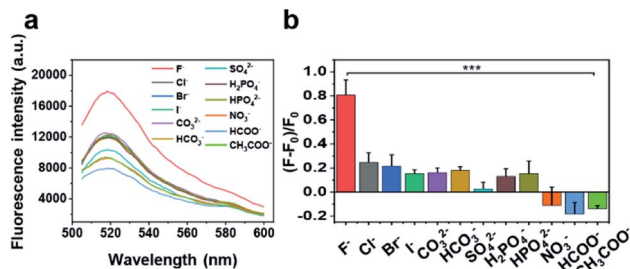 a
Fluorescence intensity (a.u.)
20000
16000
12000
8000
4000
0
500 520 540 560 580 600
Wavelength (nm)
F⁻
Cl⁻
Br⁻
I⁻
CO₃²⁻
HCO₃⁻
SO₄²⁻
H₂PO₄⁻
HPO₄²⁻
NO₃⁻
HCOO⁻
CH₃COO⁻
b
(F-F₀)/F₀
1.0
0.8
0.6
0.4
0.2
0.0
-0.2
***
F⁻ Cl⁻ Br⁻ I⁻ CO₃²⁻ HCO₃⁻ SO₄²⁻ H₂PO₄⁻ HPO₄²⁻ NO₃⁻ HCOO⁻ CH₃COO⁻